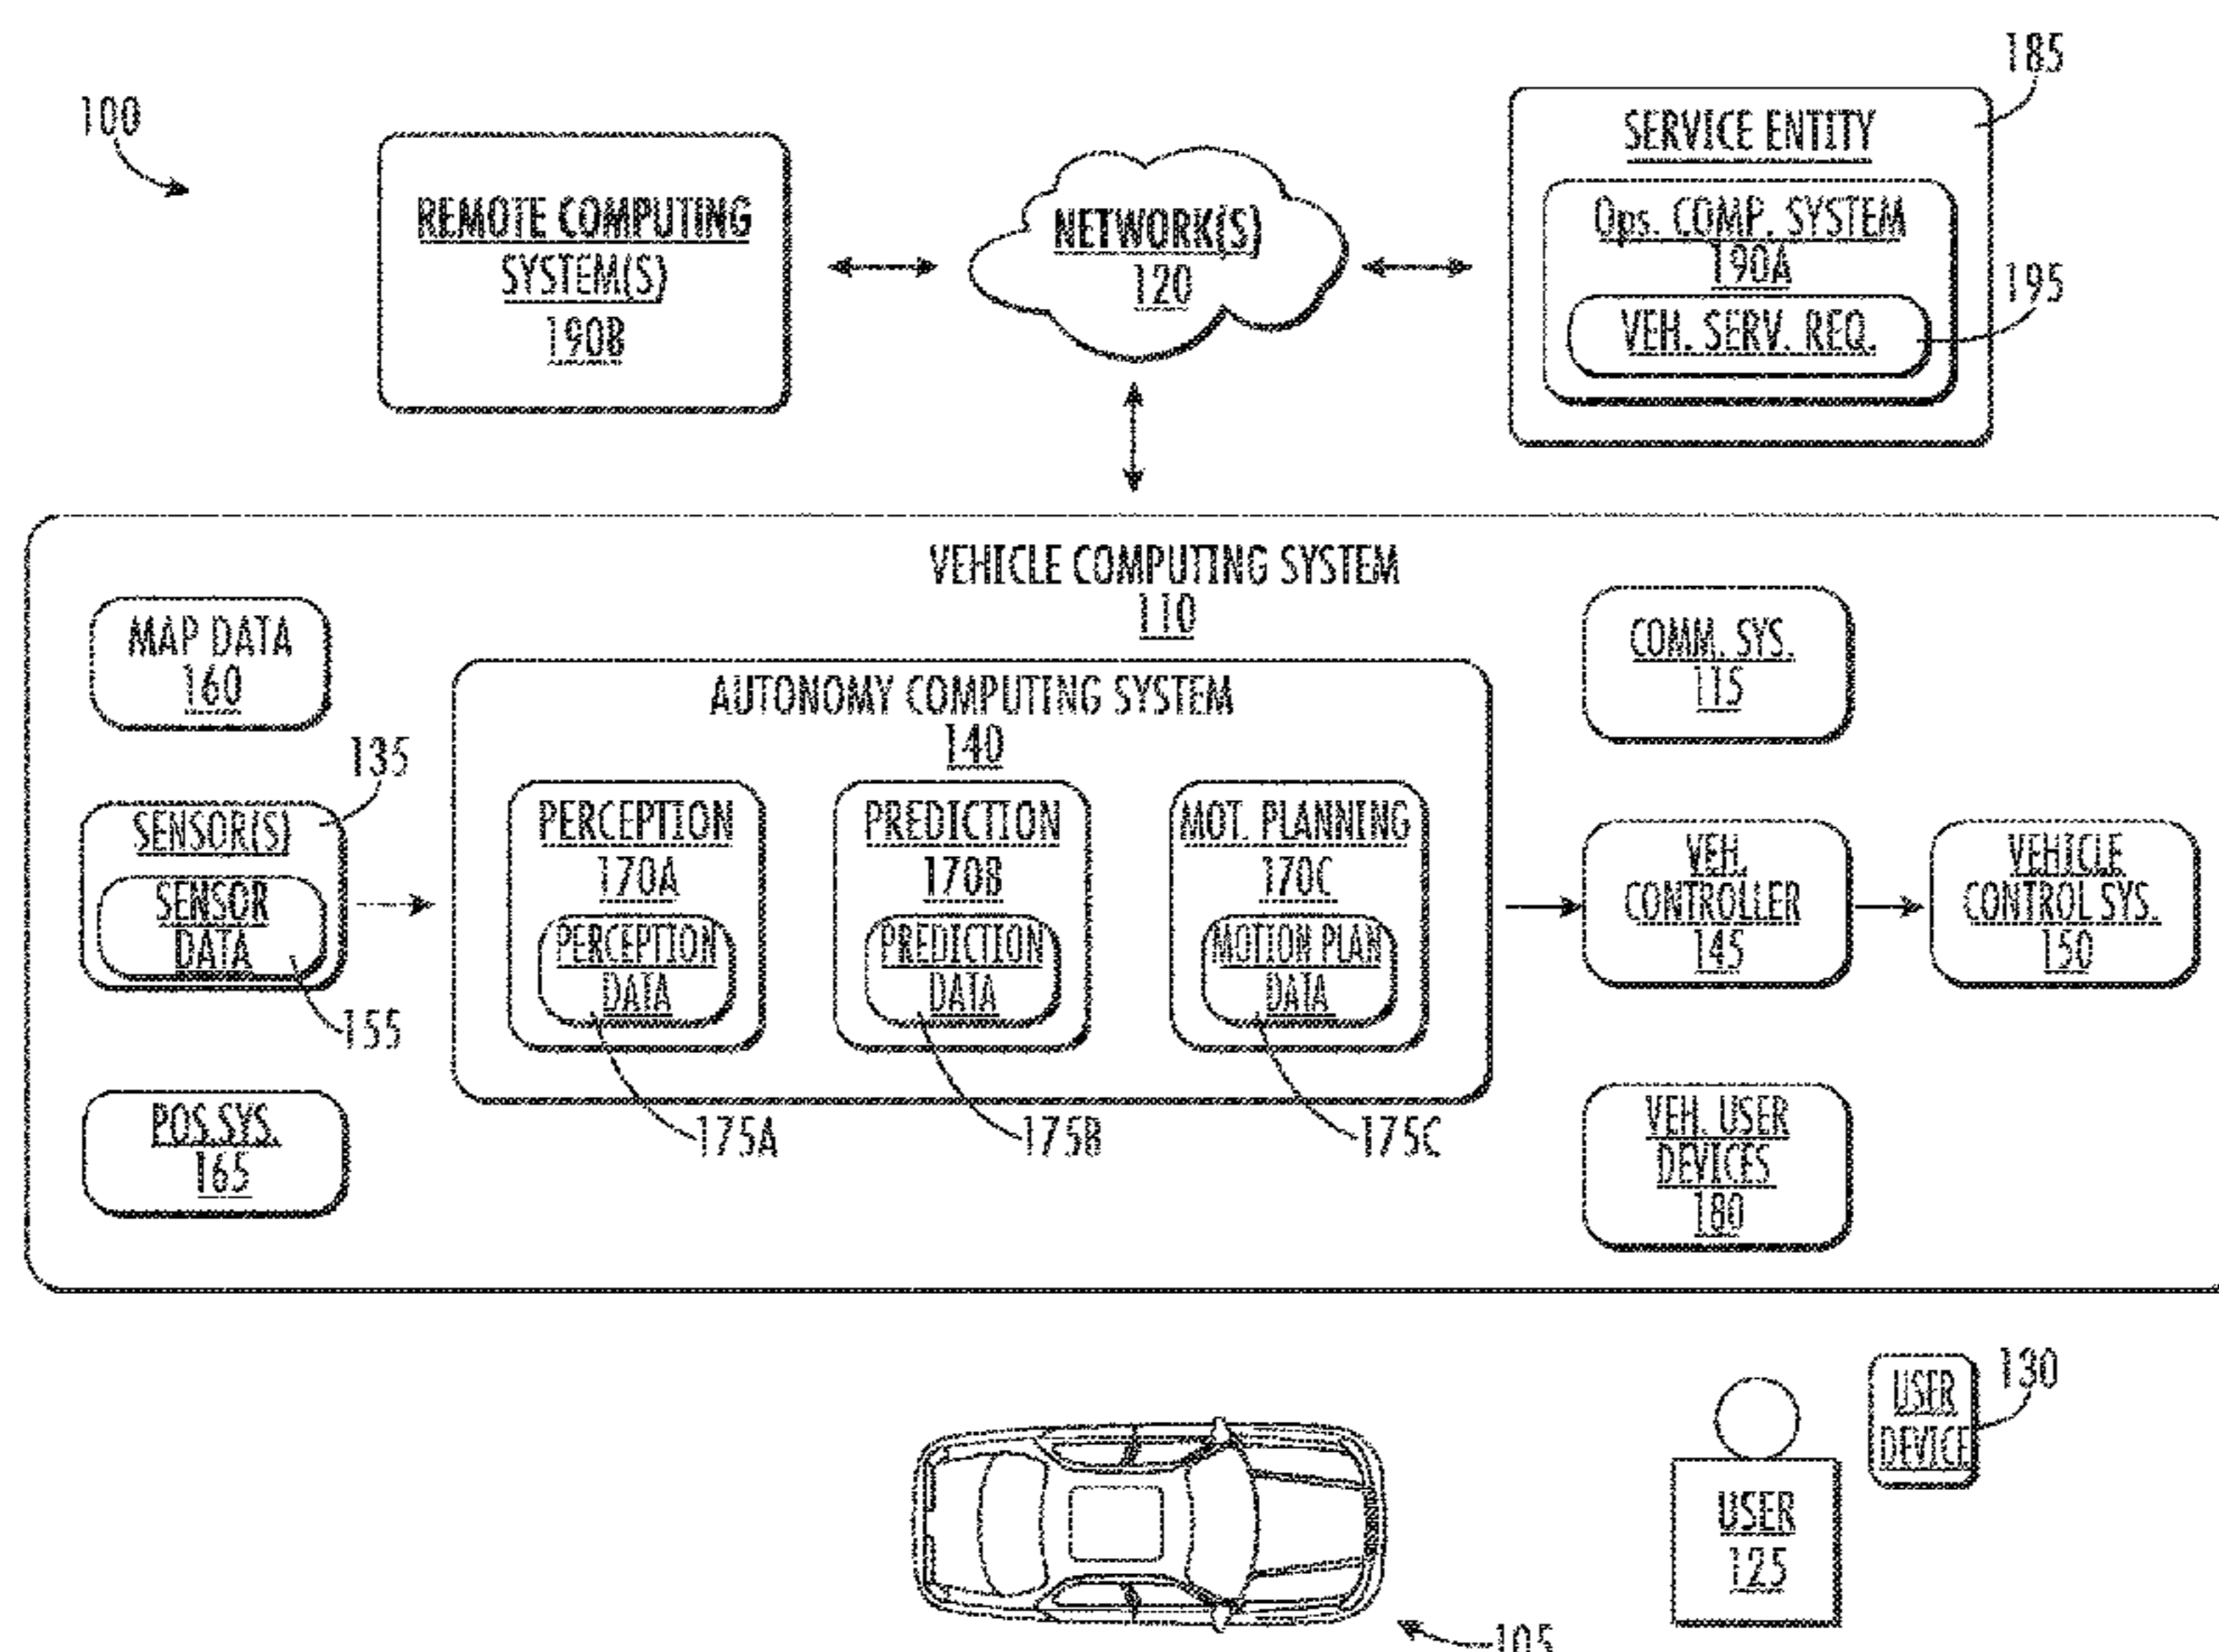 100
185
REMOTE COMPUTING
SYSTEM(S)
190B
NETWORK(S)
120
SERVICE ENTITY
Ops. COMP. SYSTEM
190A
195
VEH. SERV. REQ.
VEHICLE COMPUTING SYSTEM
110
MAP DATA
160
135
SENSOR(S)
SENSOR
DATA
155
POS.SYS.
165
AUTONOMY COMPUTING SYSTEM
140
PERCEPTION
170A
PERCEPTION
DATA
175A
PREDICTION
170B
PREDICTION
DATA
175B
MOT. PLANNING
170C
MOTION PLAN
DATA
175C
COMM. SYS.
115
VEH.
CONTROLLER
145
VEHICLE
CONTROL SYS.
150
VEH. USER
DEVICES
180
105
USER
125
USER
DEVICE
130